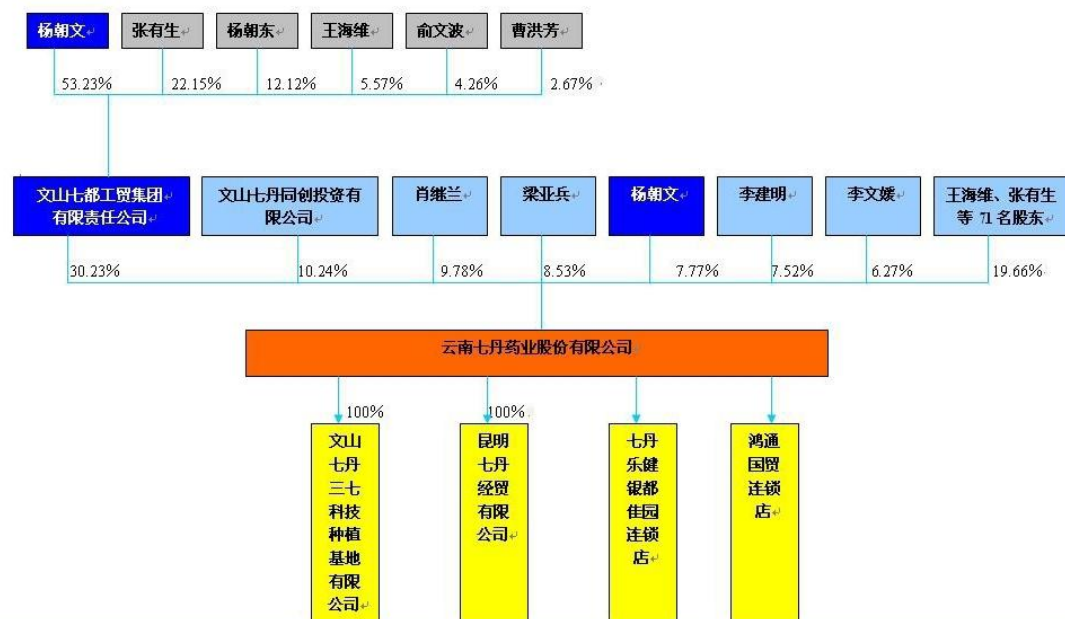 杨朝文 张有生 杨朝东 王海维 俞文波 曹洪芳
53.23% 22.15% 12.12% 5.57% 4.26% 2.67%
文山七都工贸集团 文山七丹同创投资有 肖继兰 梁亚兵 杨朝文 李建明 李文媛 王海维、张有生
有限责任公司 限公司 等 71 名股东
30.23% 10.24% 9.78% 8.53% 7.77% 7.52% 6.27% 19.66%
云南七丹药业股份有限公司
100% 100%
文山
七丹
三七
科技
种植
基地
有限
公司
昆明
七丹
经贸
有限
公司
七丹
乐健
银都
佳园
连锁
店
鸿通
国贸
连锁
店